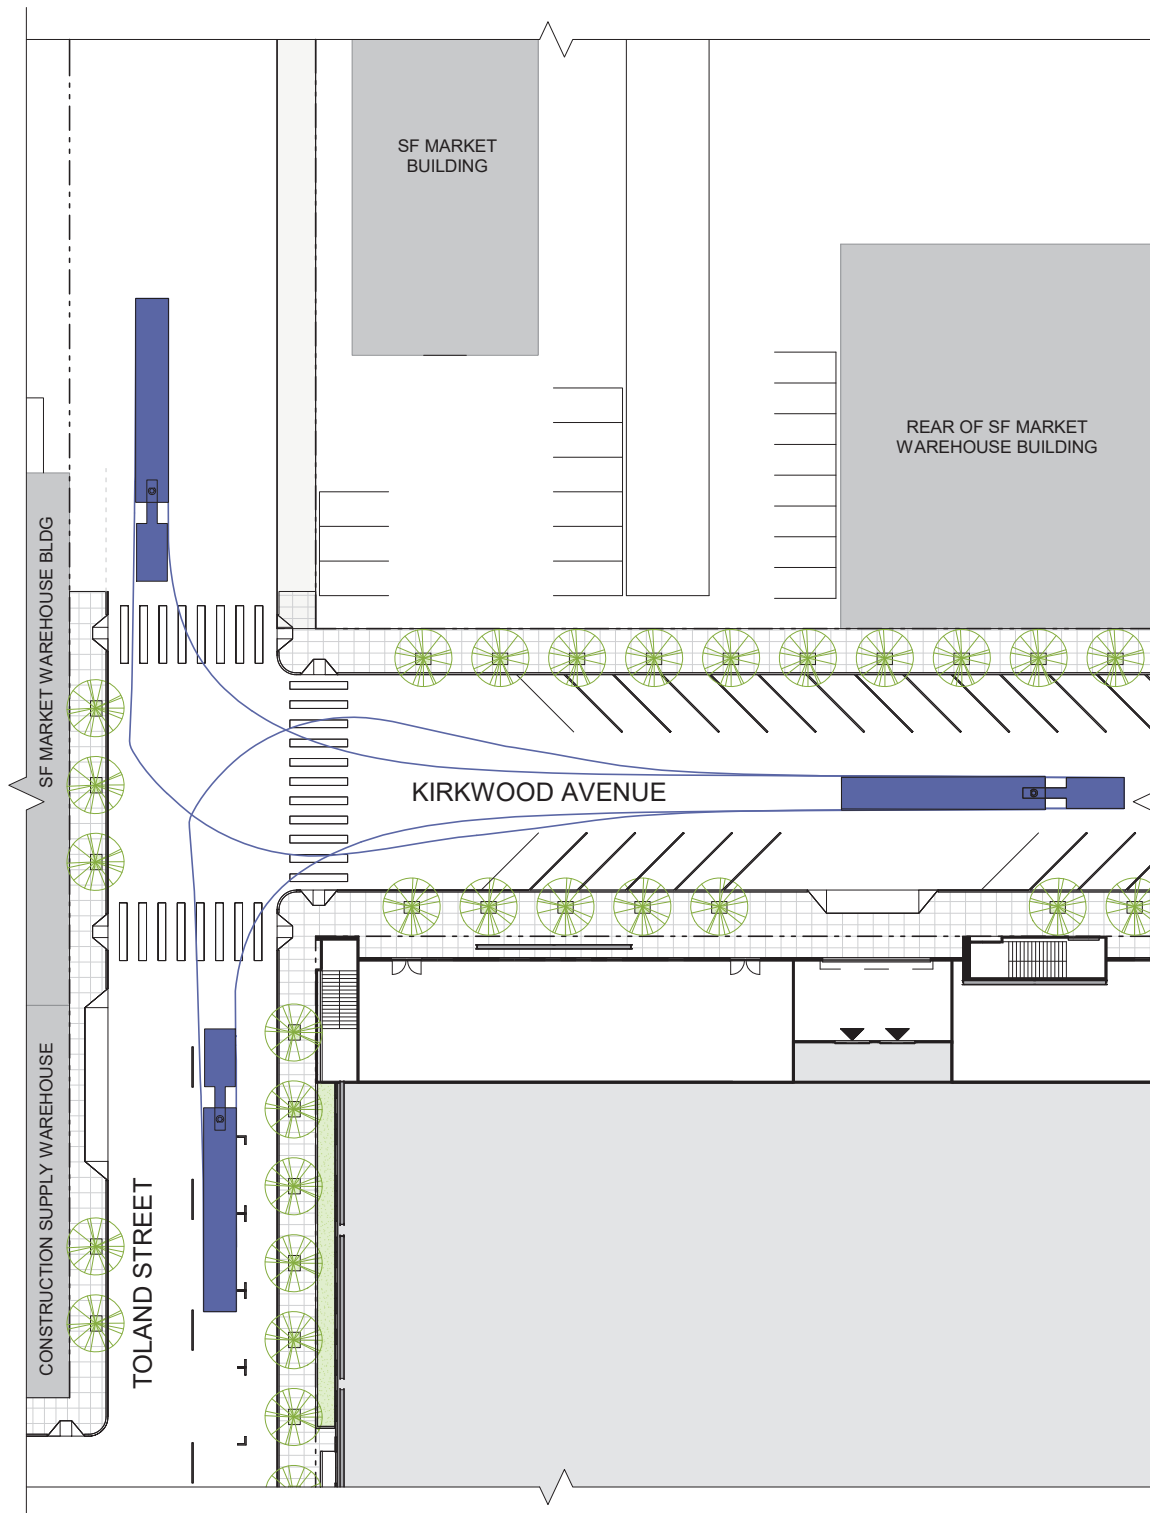 SF MARKET
BUILDING
REAR OF SF MARKET
WAREHOUSE BUILDING
SF MARKET WAREHOUSE BLDG
KIRKWOOD AVENUE
CONSTRUCTION SUPPLY WAREHOUSE
TOLAND STREET